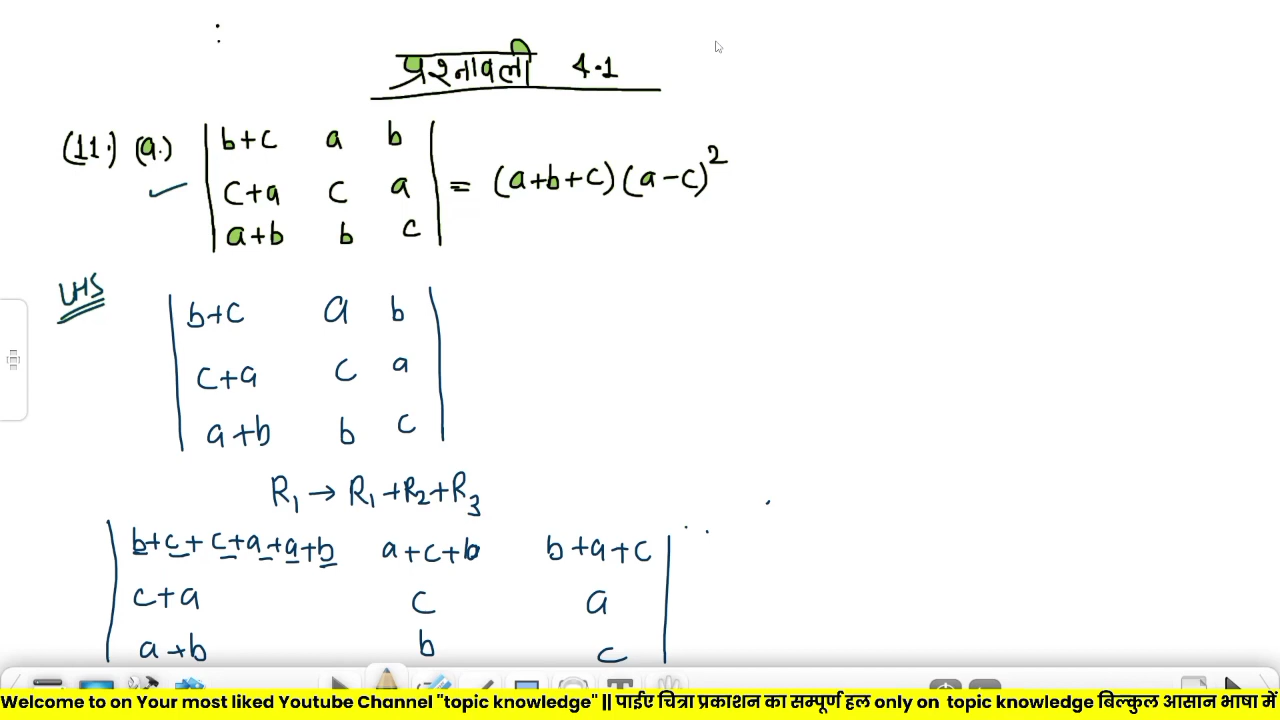 :
प्रश्नावली 4.1
(11.) (a.) | b+c a b |
| c+a c a | = (a+b+c)(a-c)²
| a+b b c |
LHS
| b+c a b |
| c+a c a |
| a+b b c |
R₁ → R₁+R₂+R₃
| b+c+c+a+a+b a+c+b b+a+c |
| c+a c a |
| a+b b c |
Welcome to on Your most liked Youtube Channel "topic knowledge" || पाईए चित्रा प्रकाशन का सम्पूर्ण हल only on topic knowledge बिल्कुल आसान भाषा में